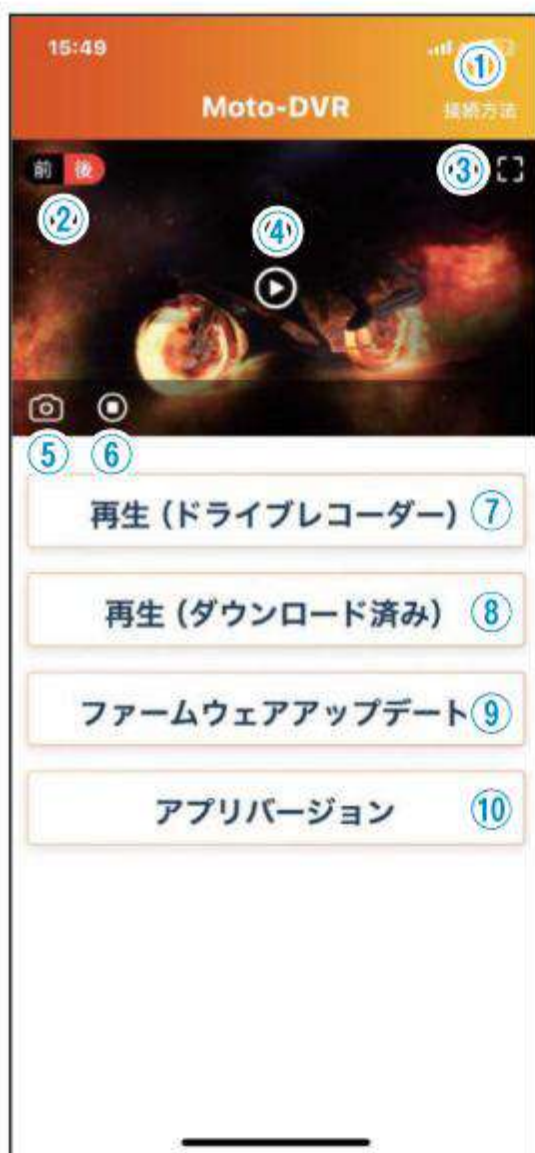 15:49
①
Moto-DVR
接続方法
前 後
③
②
④
⑤ ⑥
再生（ドライブレコーダー） ⑦
再生（ダウンロード済み） ⑧
ファームウェアアップデート ⑨
アプリバージョン ⑩